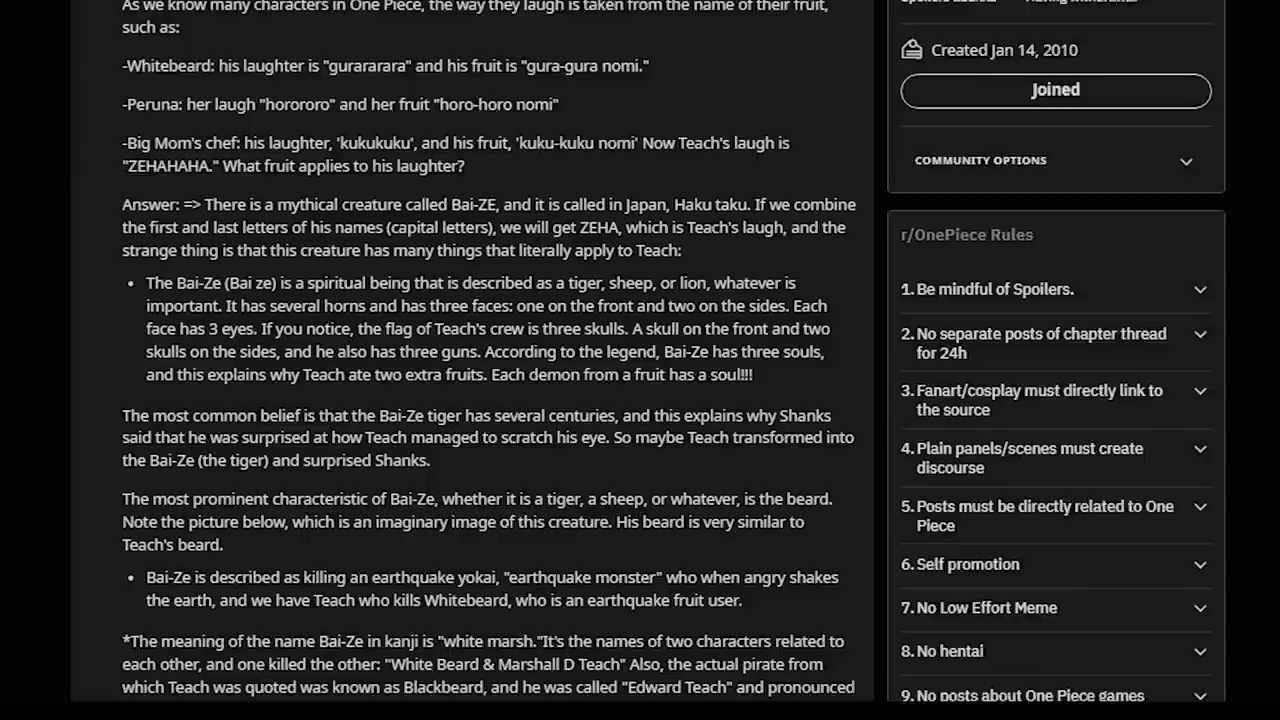 As we know many characters in One Piece, the way they laugh is taken from the name of their fruit,
such as:
-Whitebeard: his laughter is "gurararara" and his fruit is "gura-gura nomi."
-Peruna: her laugh "horororo" and her fruit "horo-horo nomi"
-Big Mom's chef: his laughter, 'kukukuku', and his fruit, 'kuku-kuku nomi' Now Teach's laugh is
"ZEHAHAHA." What fruit applies to his laughter?
Answer: => There is a mythical creature called Bai-ZE, and it is called in Japan, Haku taku. If we combine
the first and last letters of his names (capital letters), we will get ZEHA, which is Teach's laugh, and the
strange thing is that this creature has many things that literally apply to Teach:
• The Bai-Ze (Bai ze) is a spiritual being that is described as a tiger, sheep, or lion, whatever is
important. It has several horns and has three faces: one on the front and two on the sides. Each
face has 3 eyes. If you notice, the flag of Teach's crew is three skulls. A skull on the front and two
skulls on the sides, and he also has three guns. According to the legend, Bai-Ze has three souls,
and this explains why Teach ate two extra fruits. Each demon from a fruit has a soul!!!
The most common belief is that the Bai-Ze tiger has several centuries, and this explains why Shanks
said that he was surprised at how Teach managed to scratch his eye. So maybe Teach transformed into
the Bai-Ze (the tiger) and surprised Shanks.
The most prominent characteristic of Bai-Ze, whether it is a tiger, a sheep, or whatever, is the beard.
Note the picture below, which is an imaginary image of this creature. His beard is very similar to
Teach's beard.
• Bai-Ze is described as killing an earthquake yokai, "earthquake monster" who when angry shakes
the earth, and we have Teach who kills Whitebeard, who is an earthquake fruit user.
*The meaning of the name Bai-Ze in kanji is "white marsh."It's the names of two characters related to
each other, and one killed the other: "White Beard & Marshall D Teach" Also, the actual pirate from
which Teach was quoted was known as Blackbeard, and he was called "Edward Teach" and pronounced
Created Jan 14, 2010
Joined
COMMUNITY OPTIONS
r/OnePiece Rules
1. Be mindful of Spoilers.
2. No separate posts of chapter thread
for 24h
3. Fanart/cosplay must directly link to
the source
4. Plain panels/scenes must create
discourse
5. Posts must be directly related to One
Piece
6. Self promotion
7. No Low Effort Meme
8. No hentai
9. No posts about One Piece games